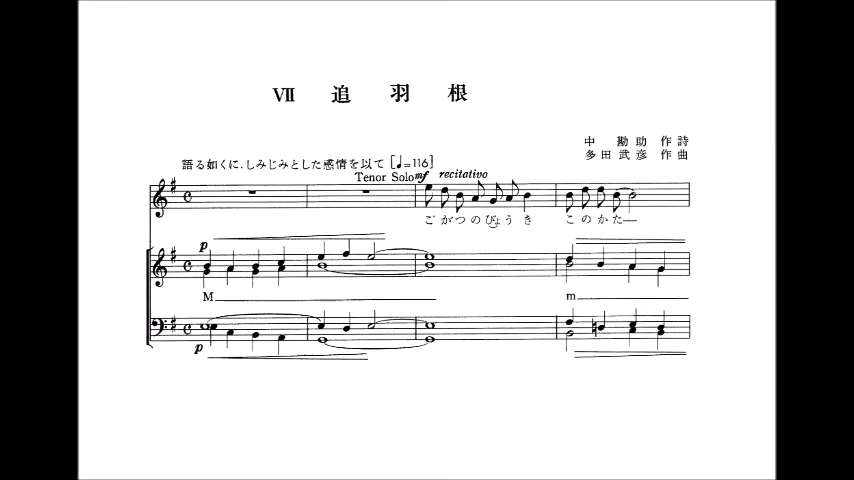 VII 追羽根
中 勘助 作詩
多田武彦 作曲
語る如くに、しみじみとした感情を以て [♩=116]
Tenor Solo mf recitativo
ごがつのびょうき このかた
p
M m
p